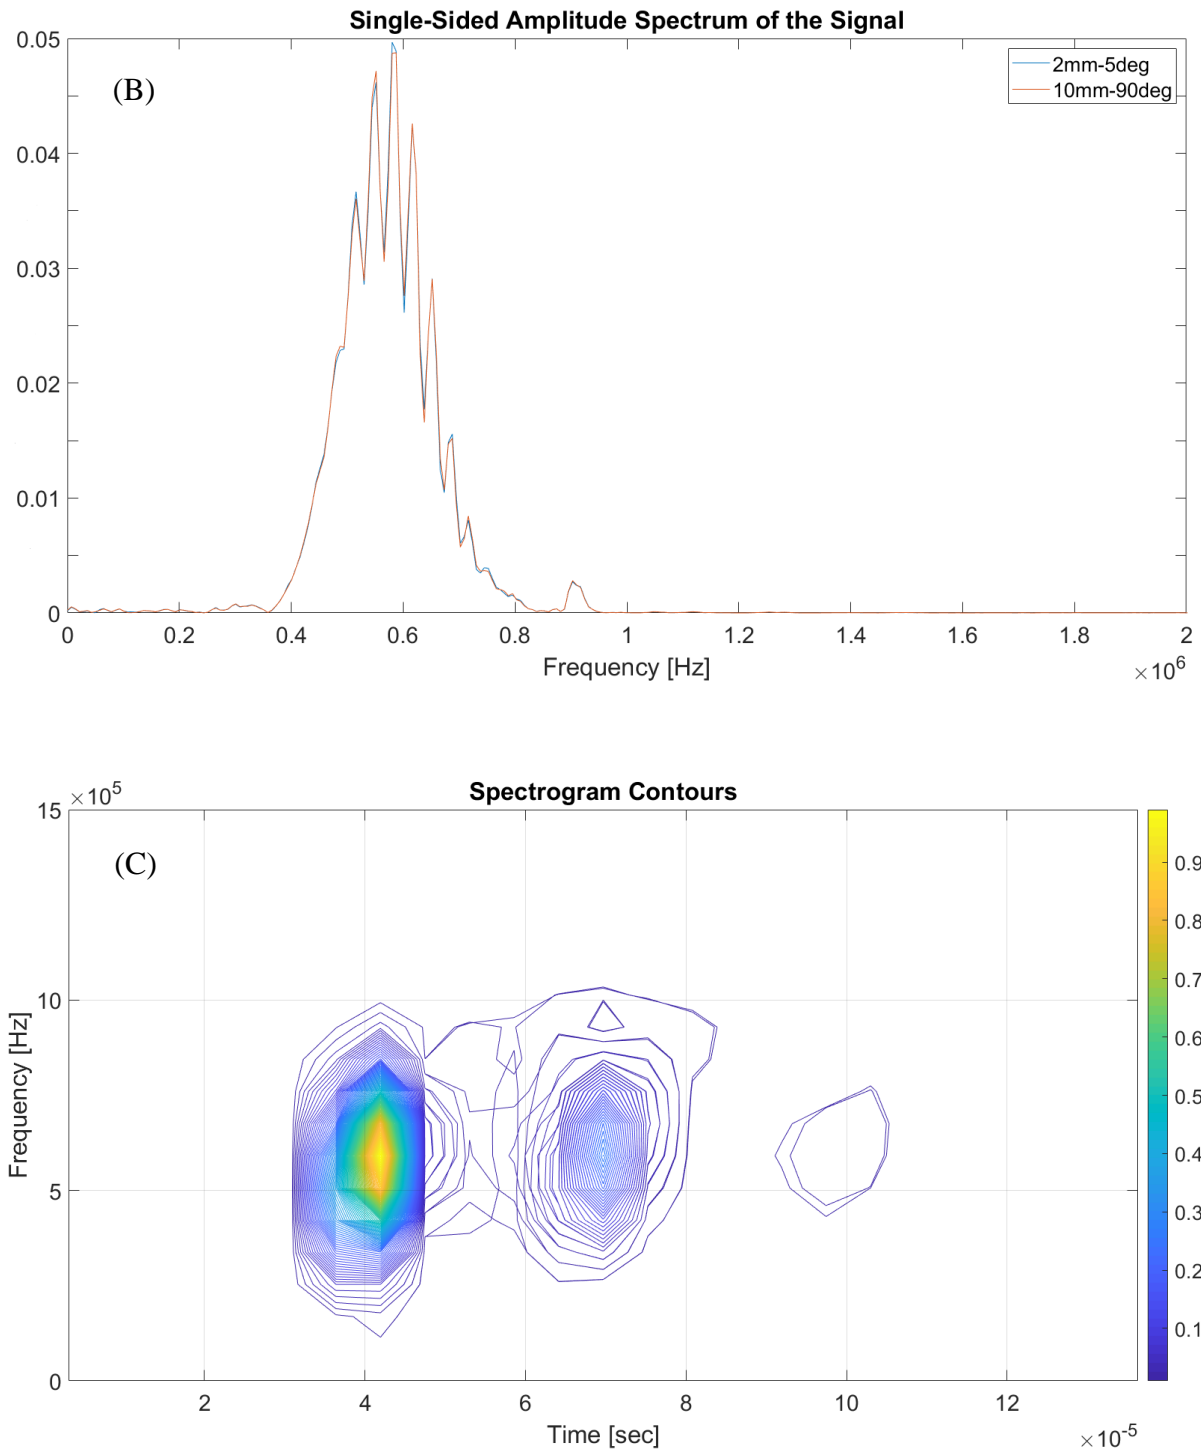 Single-Sided Amplitude Spectrum of the Signal
(B)
2mm-5deg
10mm-90deg
0.05
0.04
0.03
0.02
0.01
0
0 0.2 0.4 0.6 0.8 1 1.2 1.4 1.6 1.8 2
Frequency [Hz]
×10^6
Spectrogram Contours
×10^5
(C)
15
10
5
0
Frequency [Hz]
2 4 6 8 10 12
Time [sec]
×10^-5
0.9
0.8
0.7
0.6
0.5
0.4
0.3
0.2
0.1